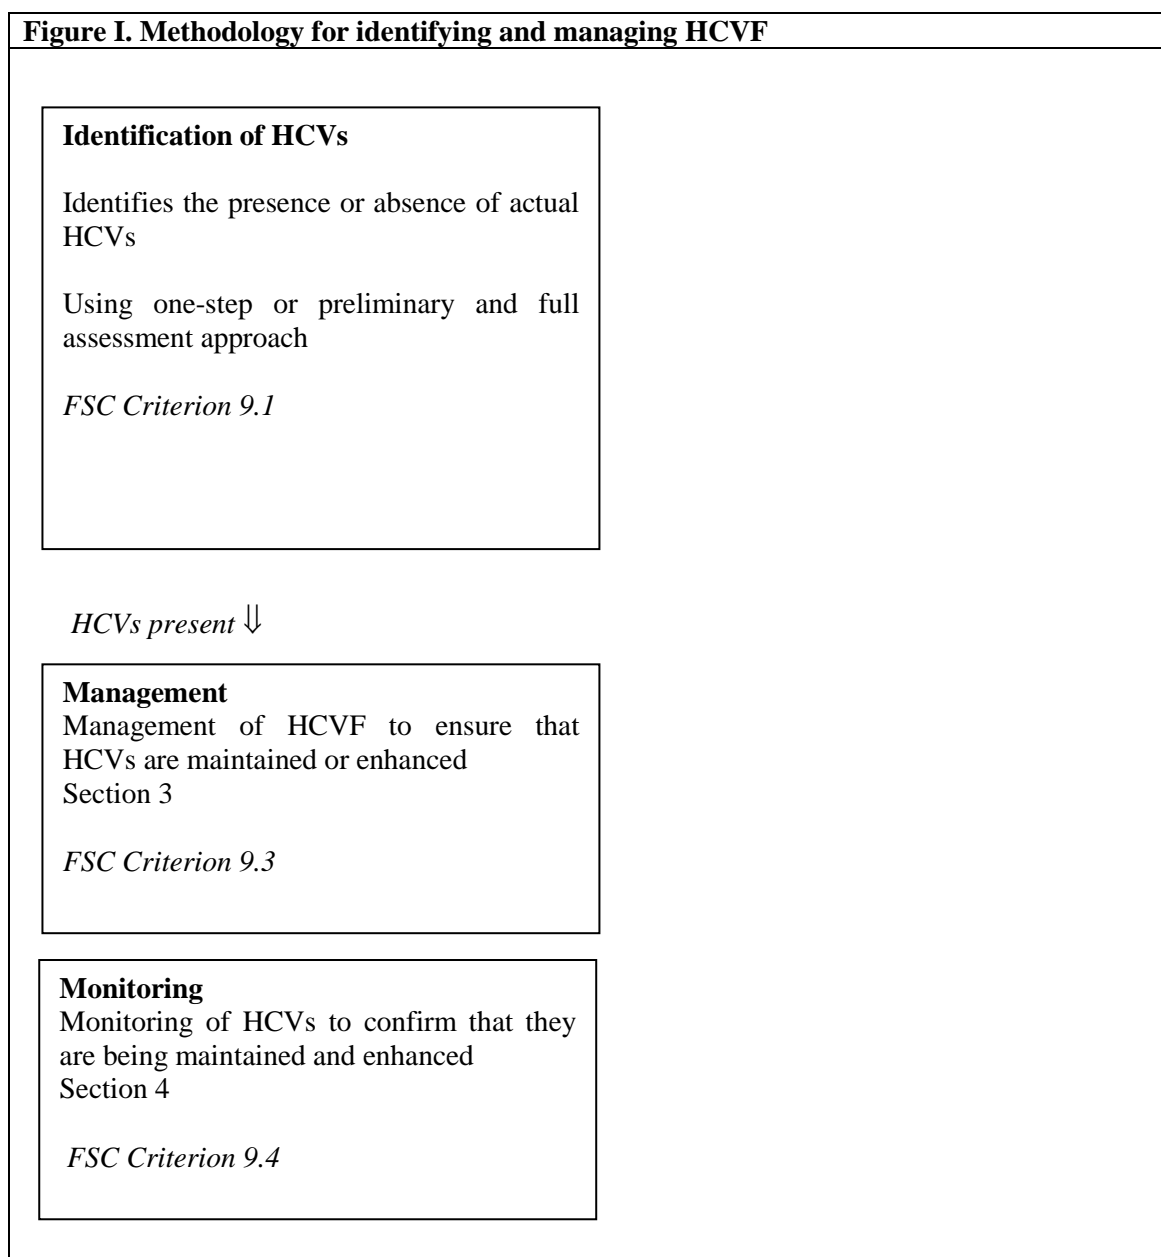 Figure I. Methodology for identifying and managing HCVF
Identification of HCVs
Identifies the presence or absence of actual
HCVs
Using one-step or preliminary and full
assessment approach
FSC Criterion 9.1
HCVs present ⇓
Management
Management of HCVF to ensure that
HCVs are maintained or enhanced
Section 3
FSC Criterion 9.3
Monitoring
Monitoring of HCVs to confirm that they
are being maintained and enhanced
Section 4
FSC Criterion 9.4